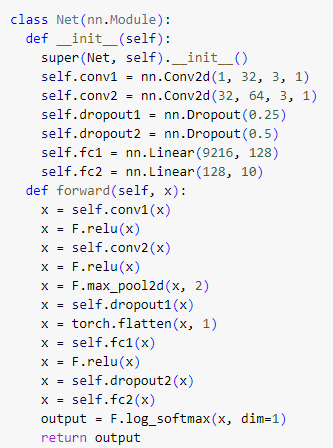 class Net(nn.Module):
  def __init__(self):
    super(Net, self).__init__()
    self.conv1 = nn.Conv2d(1, 32, 3, 1)
    self.conv2 = nn.Conv2d(32, 64, 3, 1)
    self.dropout1 = nn.Dropout(0.25)
    self.dropout2 = nn.Dropout(0.5)
    self.fc1 = nn.Linear(9216, 128)
    self.fc2 = nn.Linear(128, 10)
  def forward(self, x):
    x = self.conv1(x)
    x = F.relu(x)
    x = self.conv2(x)
    x = F.relu(x)
    x = F.max_pool2d(x, 2)
    x = self.dropout1(x)
    x = torch.flatten(x, 1)
    x = self.fc1(x)
    x = F.relu(x)
    x = self.dropout2(x)
    x = self.fc2(x)
    output = F.log_softmax(x, dim=1)
    return output